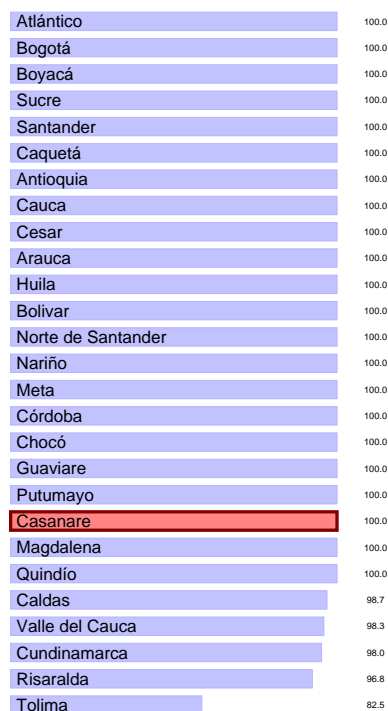 Atlántico 100.0
Bogotá 100.0
Boyacá 100.0
Sucre 100.0
Santander 100.0
Caquetá 100.0
Antioquia 100.0
Cauca 100.0
Cesar 100.0
Arauca 100.0
Huila 100.0
Bolivar 100.0
Norte de Santander 100.0
Nariño 100.0
Meta 100.0
Córdoba 100.0
Chocó 100.0
Guaviare 100.0
Putumayo 100.0
Casanare 100.0
Magdalena 100.0
Quindío 100.0
Caldas 98.7
Valle del Cauca 98.3
Cundinamarca 98.0
Risaralda 96.8
Tolima 82.5